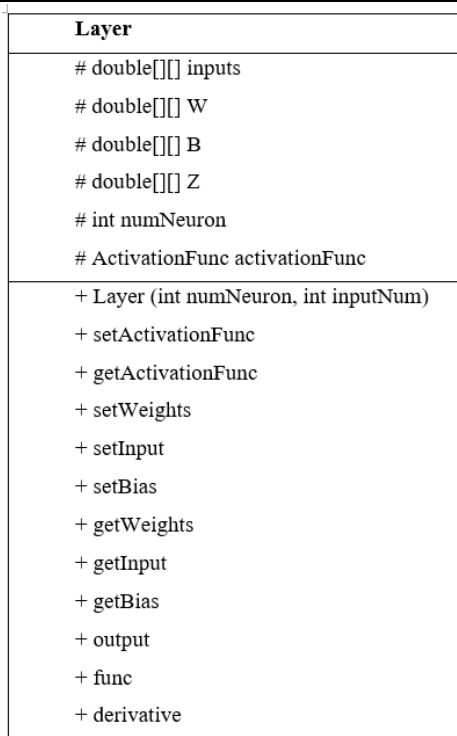 Layer
# double[][] inputs
# double[][] W
# double[][] B
# double[][] Z
# int numNeuron
# ActivationFunc activationFunc
+ Layer (int numNeuron, int inputNum)
+ setActivationFunc
+ getActivationFunc
+ setWeights
+ setInput
+ setBias
+ getWeights
+ getInput
+ getBias
+ output
+ func
+ derivative